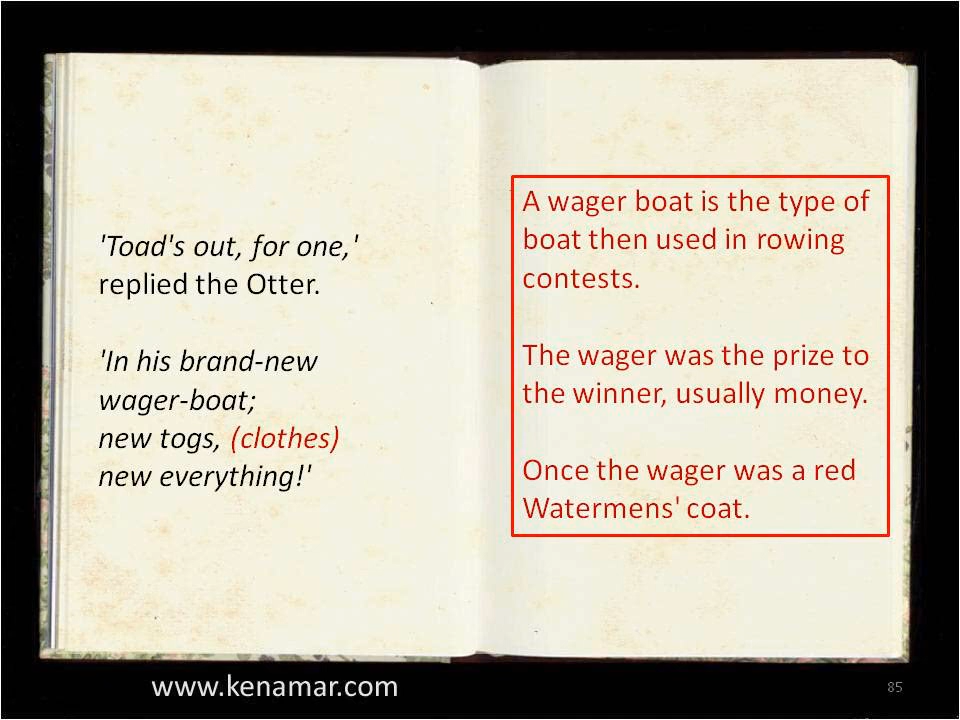 'Toad's out, for one,'
replied the Otter.
'In his brand-new
wager-boat;
new togs, (clothes)
new everything!'
A wager boat is the type of
boat then used in rowing
contests.
The wager was the prize to
the winner, usually money.
Once the wager was a red
Watermens' coat.
www.kenamar.com
85